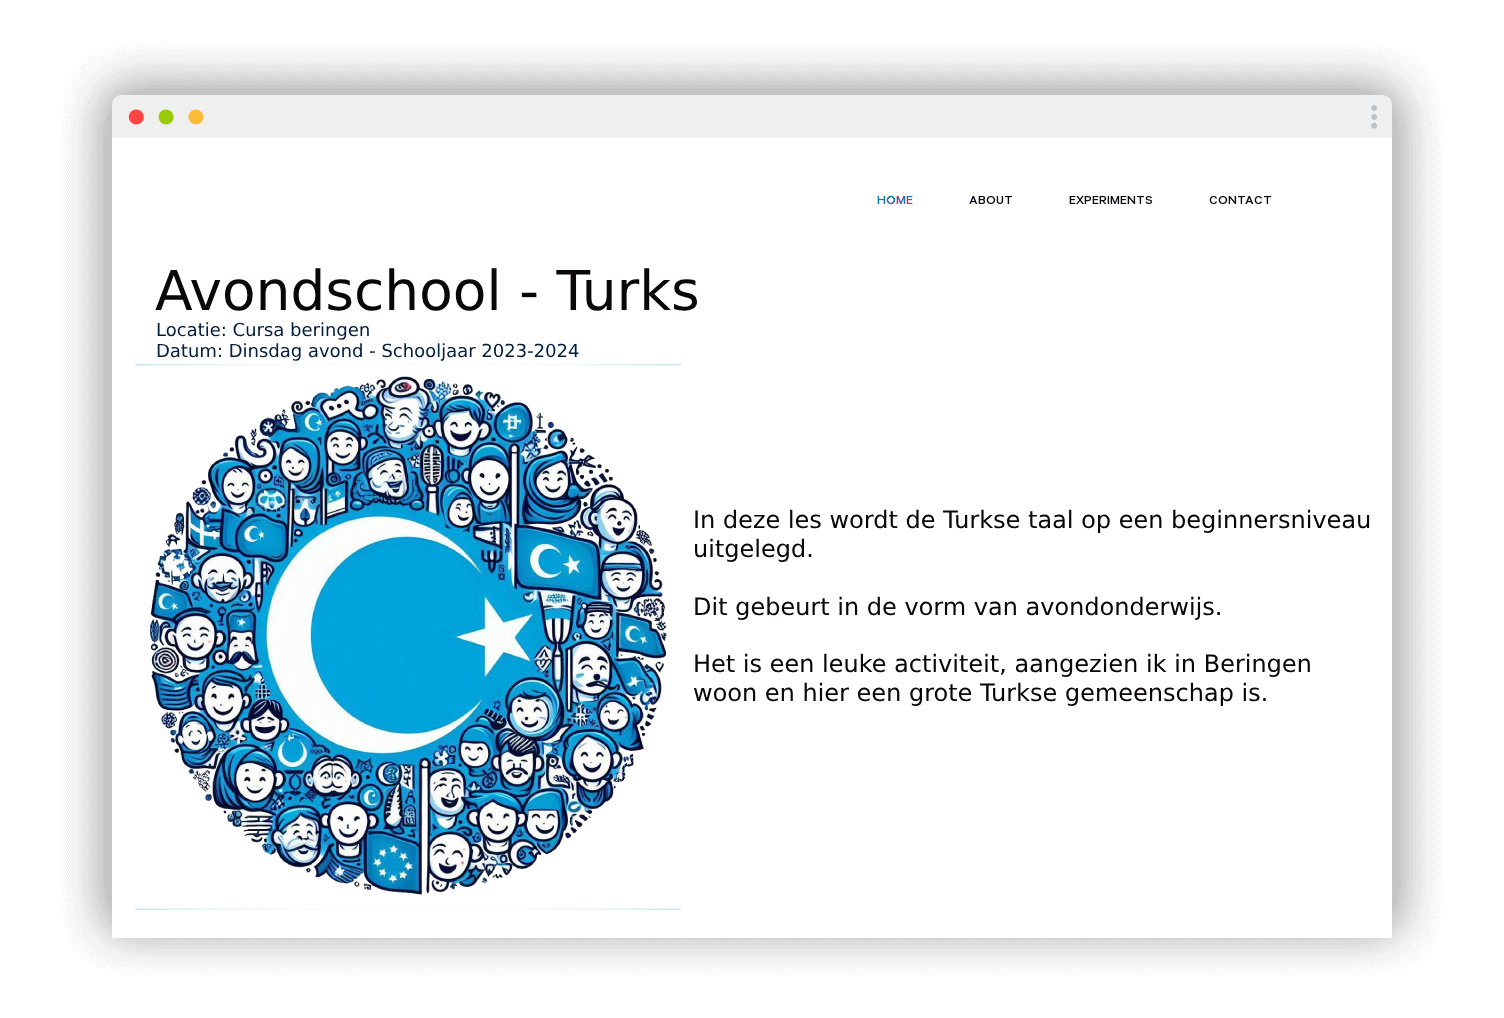 HOME ABOUT EXPERIMENTS CONTACT
Avondschool - Turks
Locatie: Cursa beringen
Datum: Dinsdag avond - Schooljaar 2023-2024
In deze les wordt de Turkse taal op een beginnersniveau
uitgelegd.
Dit gebeurt in de vorm van avondonderwijs.
Het is een leuke activiteit, aangezien ik in Beringen
woon en hier een grote Turkse gemeenschap is.